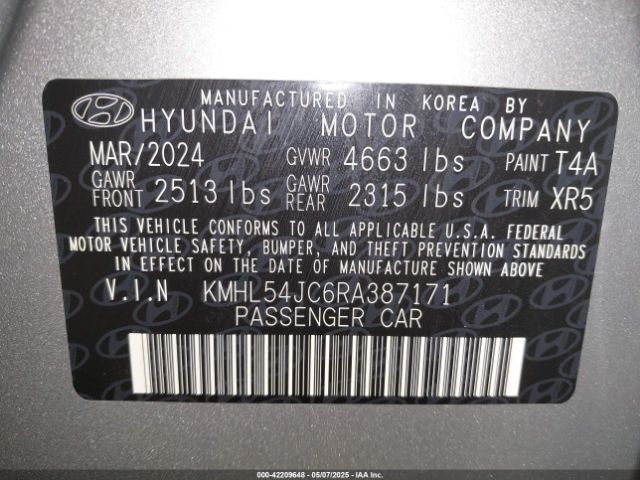 MANUFACTURED IN KOREA BY
HYUNDAI MOTOR COMPANY
MAR/2024 GVWR 4663 lbs PAINT T4A
GAWR FRONT 2513 lbs GAWR REAR 2315 lbs TRIM XR5
THIS VEHICLE CONFORMS TO ALL APPLICABLE U.S.A. FEDERAL
MOTOR VEHICLE SAFETY, BUMPER, AND THEFT PREVENTION STANDARDS
IN EFFECT ON THE DATE OF MANUFACTURE SHOWN ABOVE
V.I.N KMHL54JC6RA387171
PASSENGER CAR
000-42209648 - 05/07/2025 - IAA Inc.